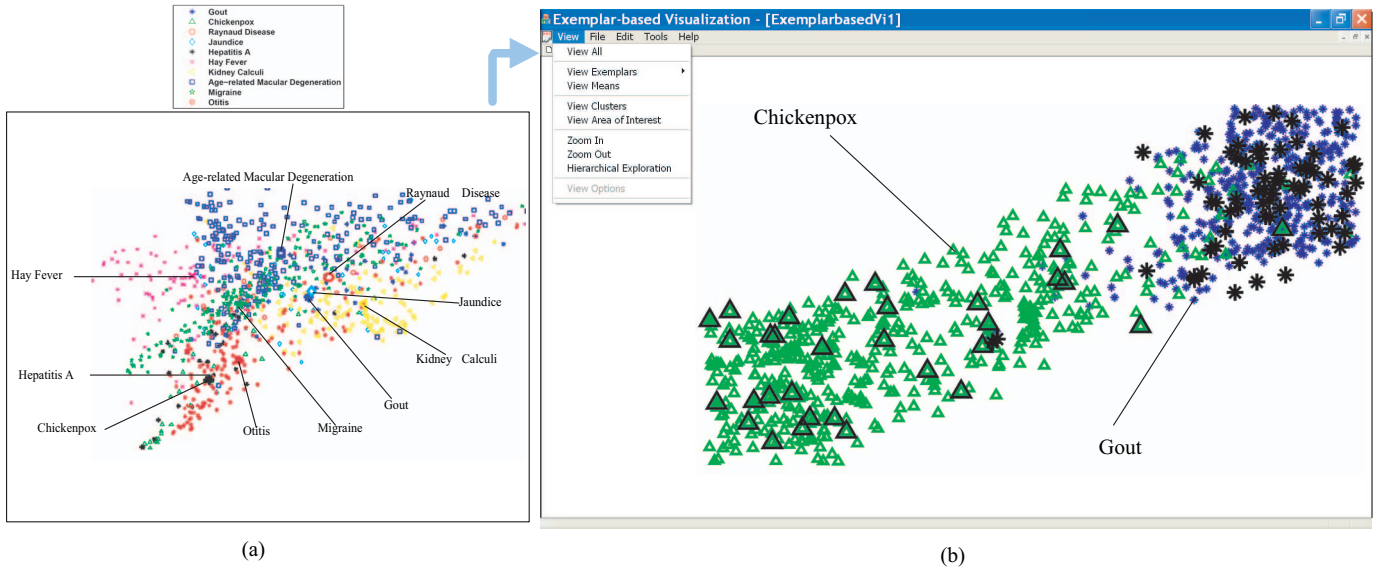 Gout
Chickenpox
Raynaud Disease
Jaundice
Hepatitis A
Hay Fever
Kidney Calculi
Age-related Macular Degeneration
Migraine
Otitis
Age-related Macular Degeneration
Raynaud Disease
Hay Fever
Jaundice
Kidney Calculi
Hepatitis A
Gout
Chickenpox
Otitis
Migraine
(a)
Exemplar-based Visualization - [ExemplarbasedVi1]
View File Edit Tools Help
View All
View Exemplars
View Means
View Clusters
View Area of Interest
Zoom In
Zoom Out
Hierarchical Exploration
View Options
Chickenpox
Gout
(b)